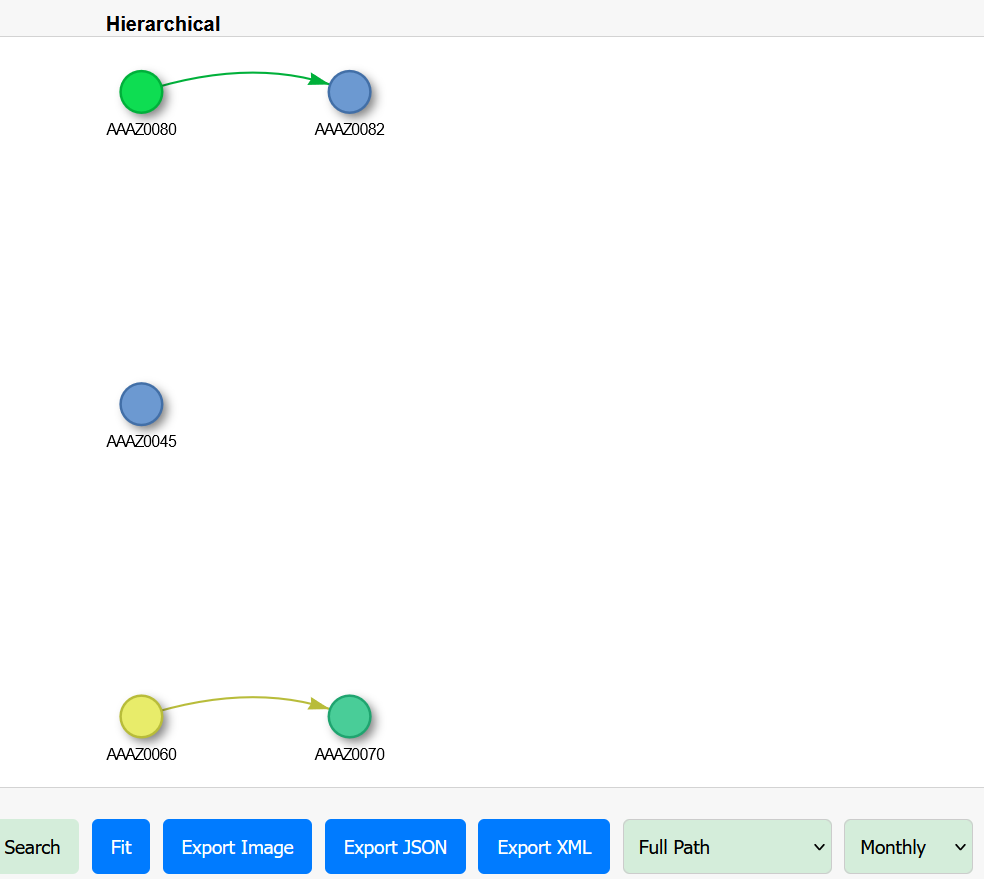 Hierarchical
AAAZ0080 AAAZ0082
AAAZ0045
AAAZ0060 AAAZ0070
Search Fit Export Image Export JSON Export XML Full Path Monthly